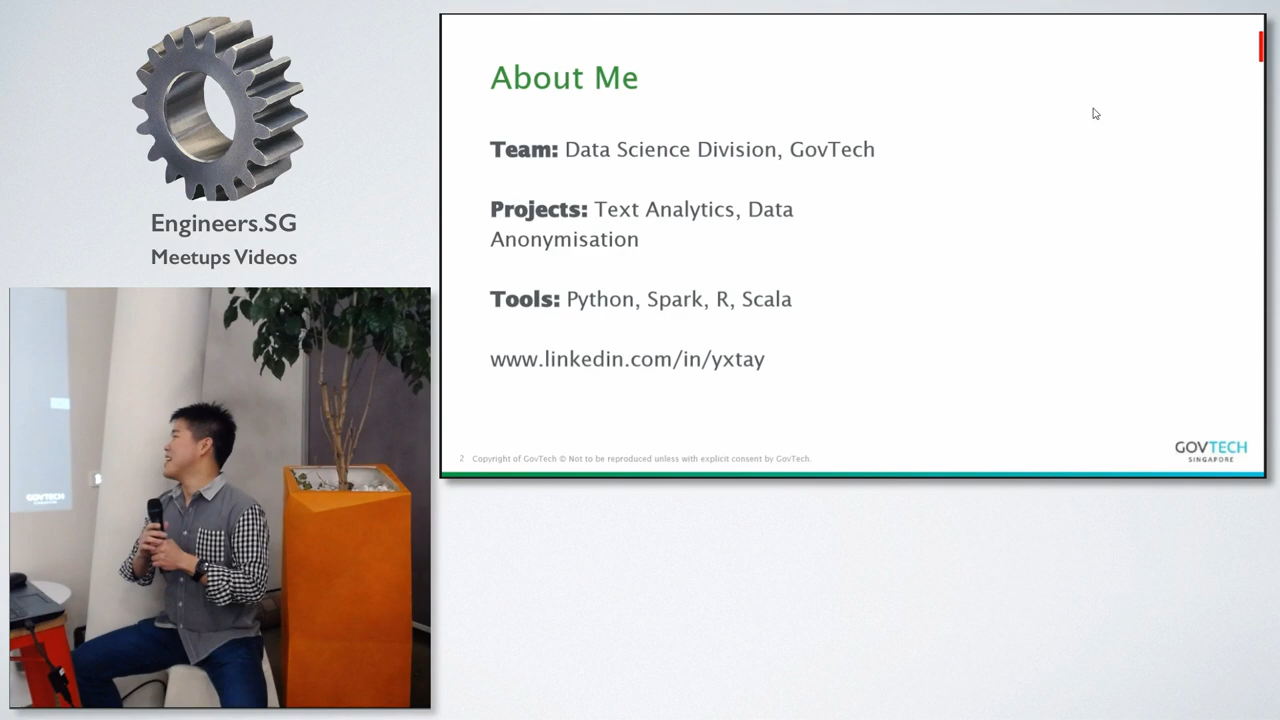 Engineers.SG
Meetups Videos
About Me
Team: Data Science Division, GovTech
Projects: Text Analytics, Data
Anonymisation
Tools: Python, Spark, R, Scala
www.linkedin.com/in/yxtay
2 Copyright of GovTech © Not to be reproduced unless with explicit consent by GovTech.
GOVTECH
SINGAPORE
GOVTECH